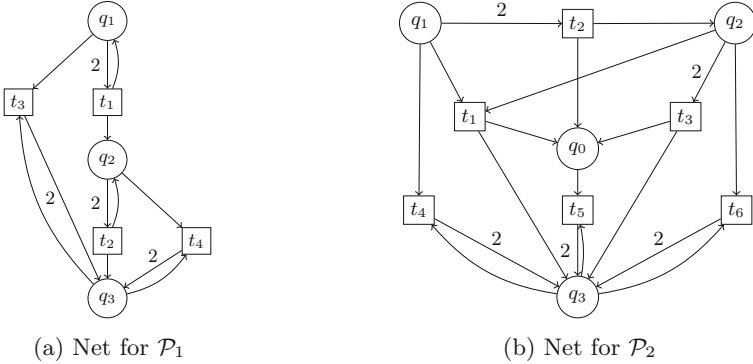 q1
q1 2 t2 q2
2
2
t3 t1
t1 t3
q2
q0
2 2
t4 t5 t6
t2 t4
2 2 2
2
q3
q3
(a) Net for P1
(b) Net for P2